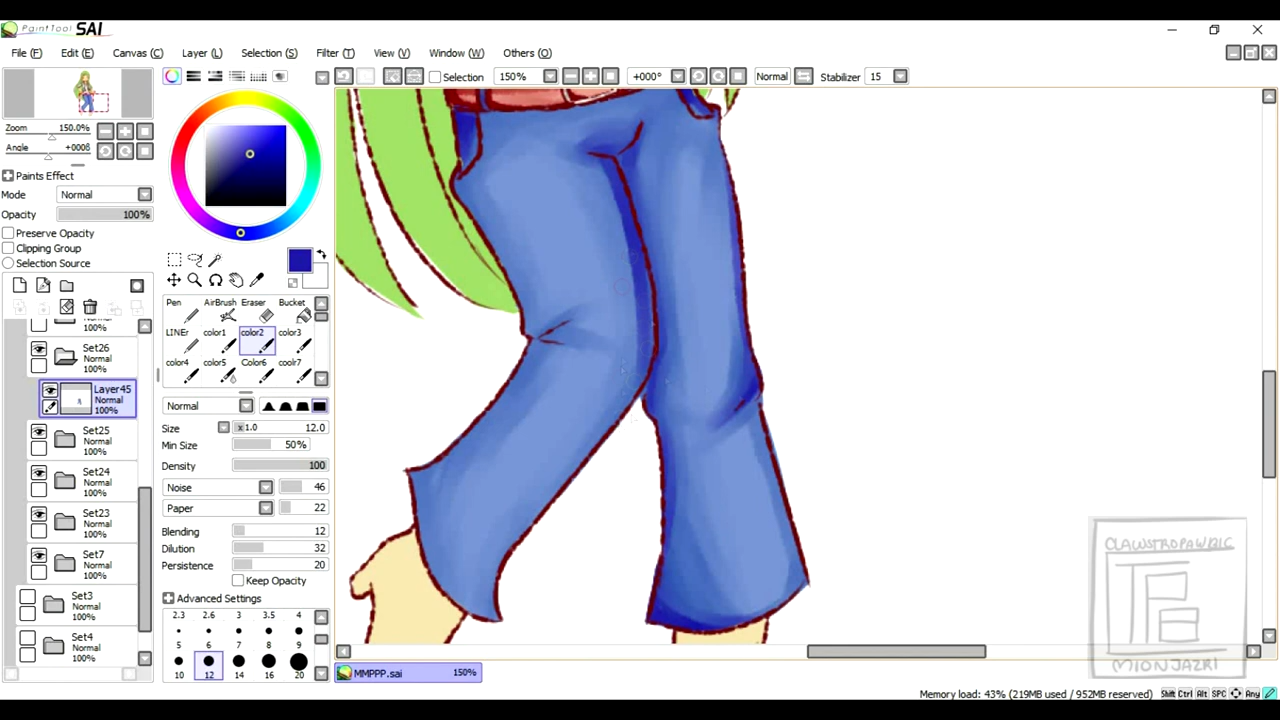 PaintTool SAI
File (F) Edit (E) Canvas (C) Layer (L) Selection (S) Filter (T) View (V) Window (W) Others (O)
Selection 150% +000° Normal Stabilizer 15
Zoom 150.0%
Angle +000ß
Paints Effect
Mode Normal
Opacity 100%
Preserve Opacity
Clipping Group
Selection Source
100%
Set26
Normal
100%
Layer45
Normal
100%
Set25
Normal
100%
Set24
Normal
100%
Set23
Normal
100%
Set7
Normal
100%
Set3
Normal
100%
Set4
Normal
100%
Pen AirBrush Eraser Bucket
LINEr color1 color2 color3
color4 color5 Color6 coolr7
Normal
Size x 1.0 12.0
Min Size 50%
Density 100
Noise 46
Paper 22
Blending 12
Dilution 32
Persistence 20
Keep Opacity
Advanced Settings
2.3 2.6 3 3.5 4
5 6 7 8 9
10 12 14 16 20
MMPPP.sai 150%
CLAWSTROPAWDIC
MIONJAZRI
Memory load: 43% (219MB used / 952MB reserved) Shift Ctrl Alt SPC Any